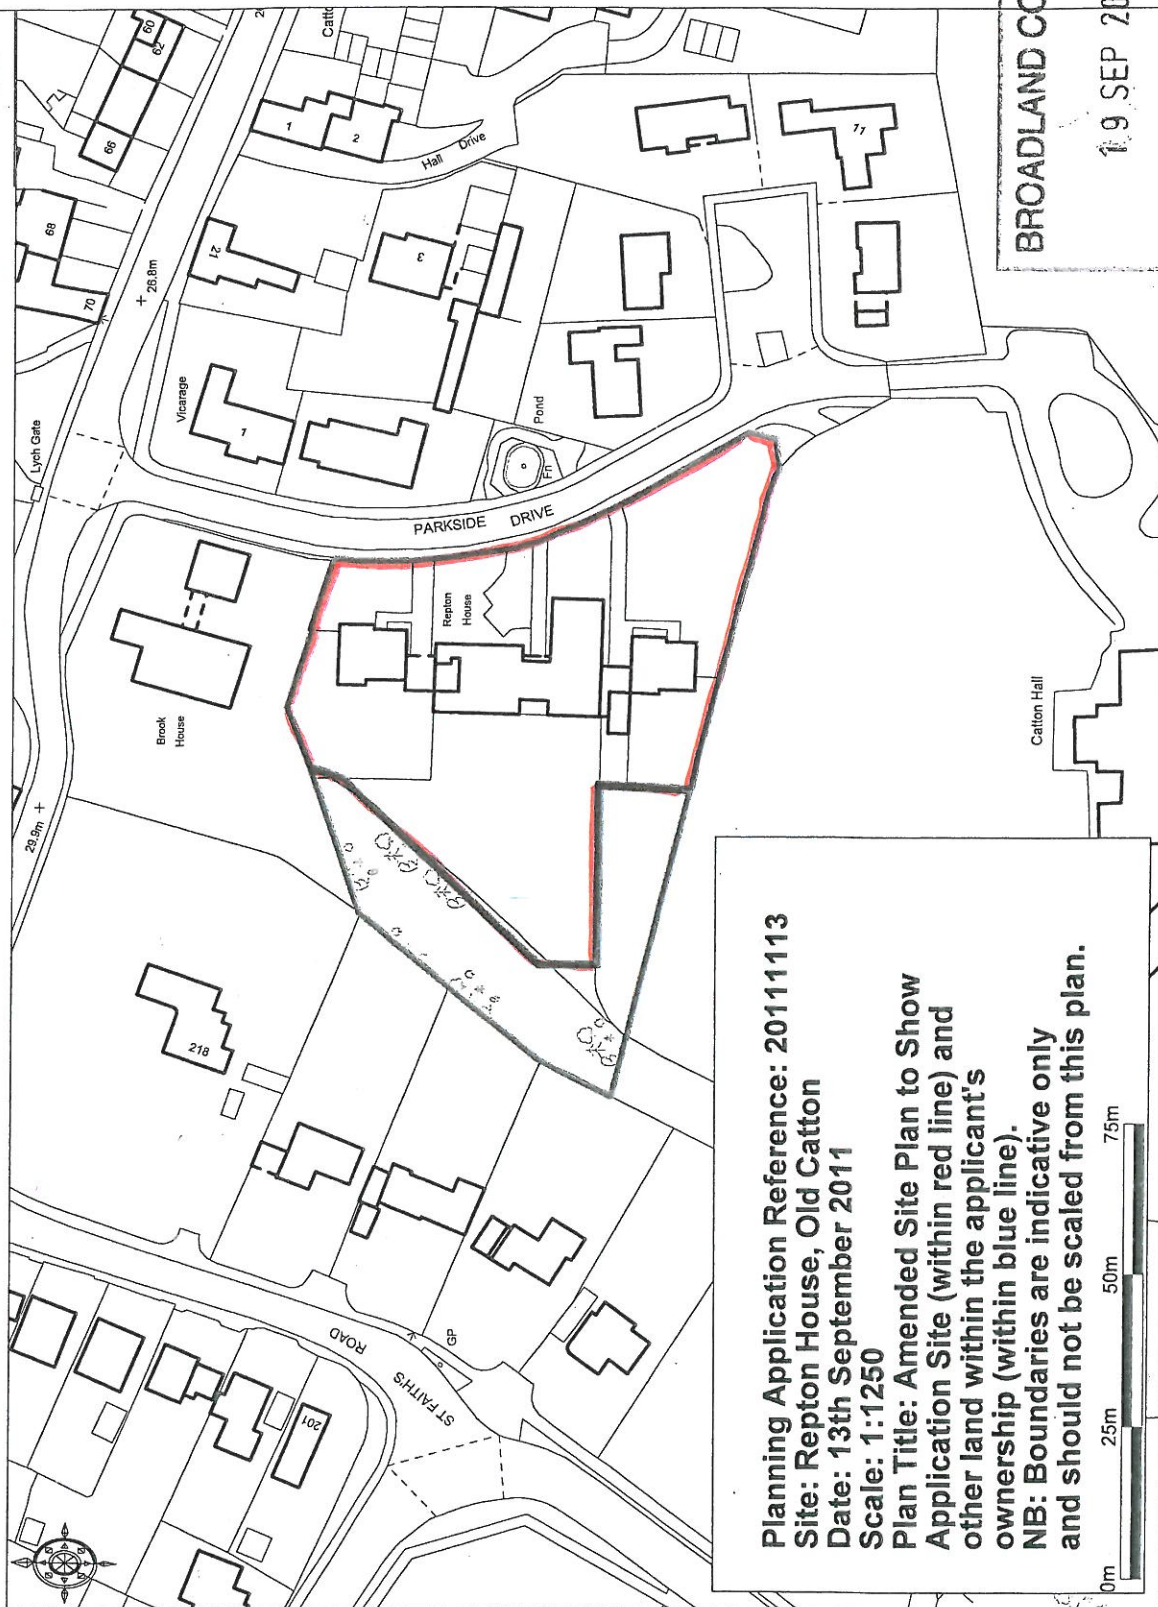 Planning Application Reference: 20111113
Site: Repton House, Old Catton
Date: 13th September 2011
Scale: 1:1250
Plan Title: Amended Site Plan to Show
Application Site (within red line) and
other land within the applicant's
ownership (within blue line).
NB: Boundaries are indicative only
and should not be scaled from this plan.
0m
25m
50m
75m
ST FAITH'S
ROAD
GP
201
218
29.9m
Brook
House
Lych Gate
Vicarage
1
21
26.8m
70
68
66
62
60
1
2
3
Hall Drive
Pond
Fn
PARKSIDE DRIVE
Repton
House
11
Catton Hall
BROADLAND CO
19 SEP 20